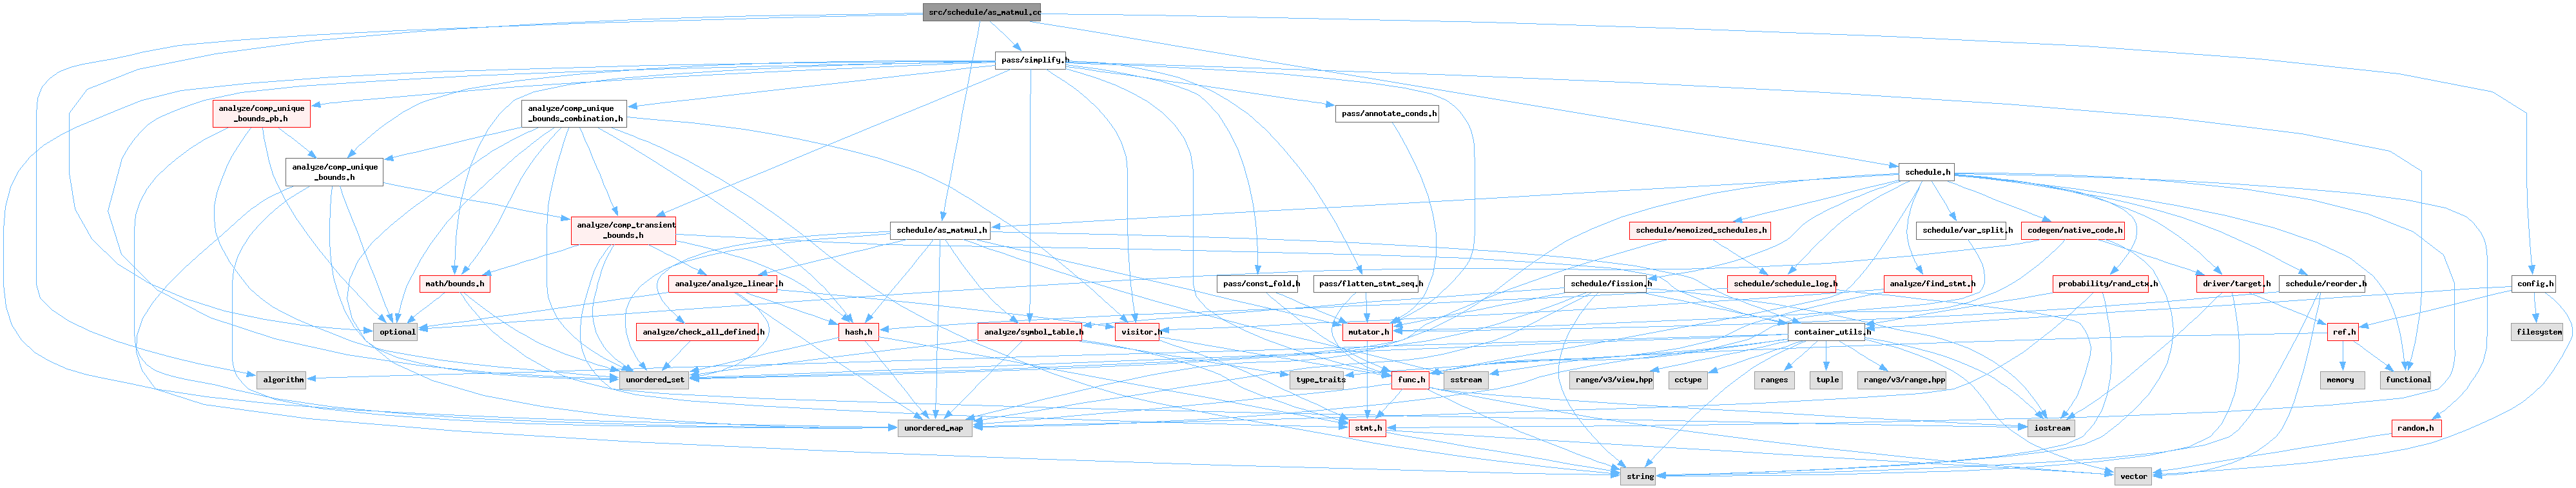 src/schedule/as_matmul.cc
pass/simplify.h
analyze/comp_unique
_bounds_pb.h
analyze/comp_unique
_bounds_combination.h
pass/annotate_conds.h
analyze/comp_unique
_bounds.h
schedule.h
analyze/comp_transient
_bounds.h
schedule/as_matmul.h
schedule/memoized_schedules.h
schedule/var_split.h
codegen/native_code.h
math/bounds.h
analyze/analyze_linear.h
pass/const_fold.h
pass/flatten_stmt_seq.h
schedule/fission.h
schedule/schedule_log.h
analyze/find_stmt.h
probability/rand_ctx.h
driver/target.h
schedule/reorder.h
config.h
optional
analyze/check_all_defined.h
hash.h
analyze/symbol_table.h
visitor.h
mutator.h
container_utils.h
ref.h
filesystem
algorithm
unordered_set
type_traits
func.h
sstream
range/v3/view.hpp
cctype
ranges
tuple
range/v3/range.hpp
memory
functional
unordered_map
stmt.h
iostream
random.h
string
vector